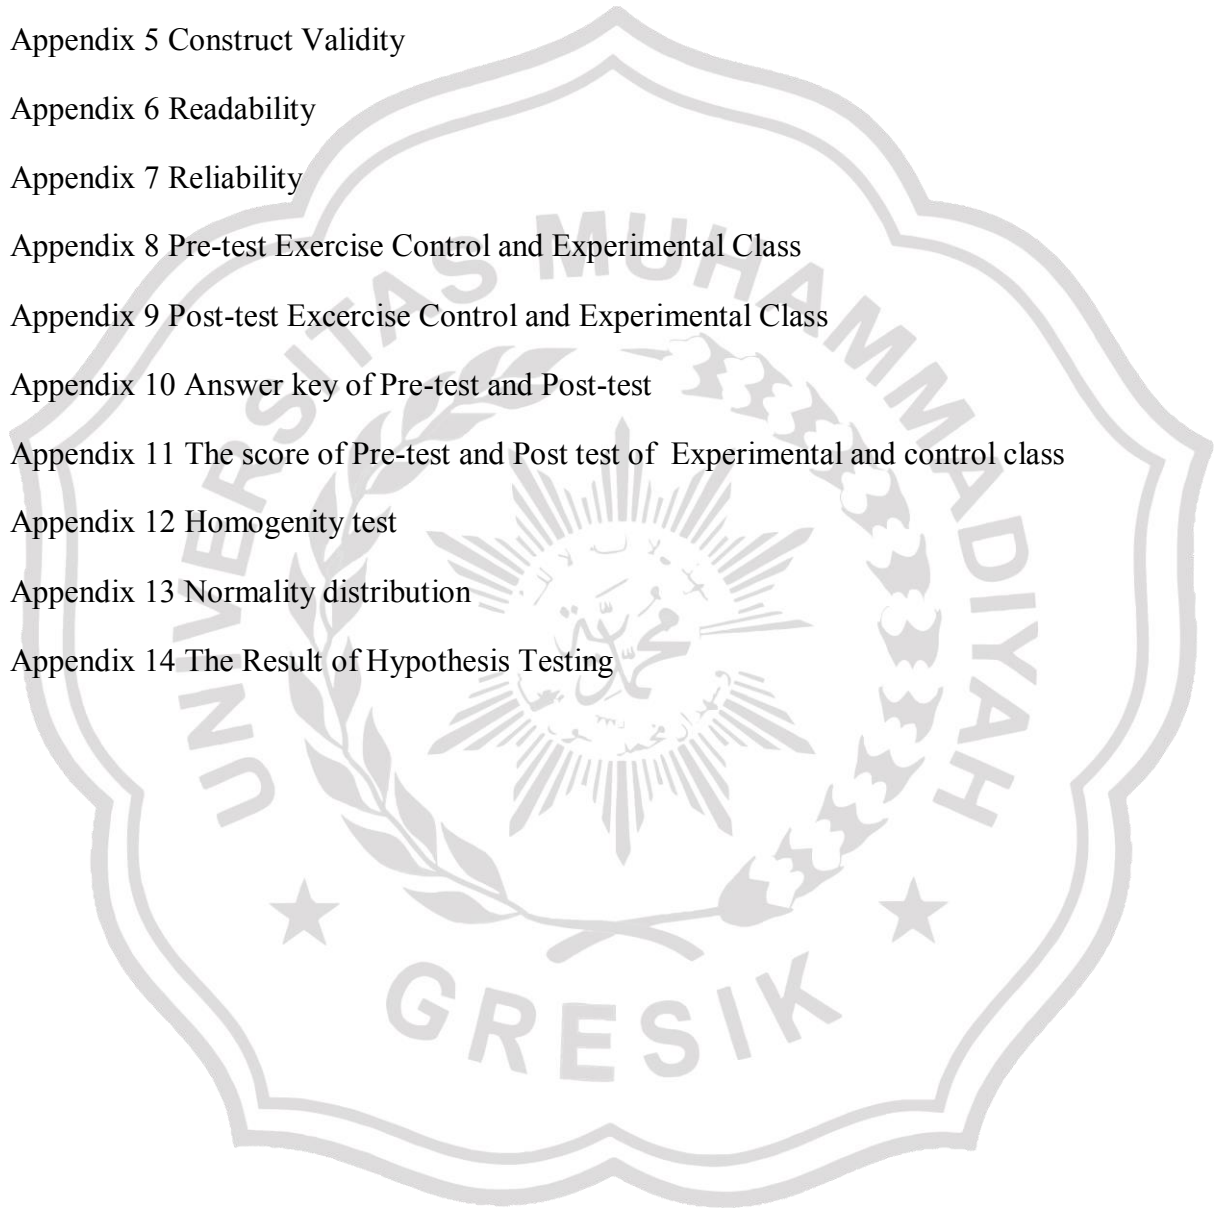 Appendix 5 Construct Validity
Appendix 6 Readability
Appendix 7 Reliability
Appendix 8 Pre-test Exercise Control and Experimental Class
Appendix 9 Post-test Excercise Control and Experimental Class
Appendix 10 Answer key of Pre-test and Post-test
Appendix 11 The score of Pre-test and Post test of  Experimental and control class
Appendix 12 Homogenity test
Appendix 13 Normality distribution
Appendix 14 The Result of Hypothesis Testing
UNIVERSITAS MUHAMMADIYAH
محمد
GRESIK